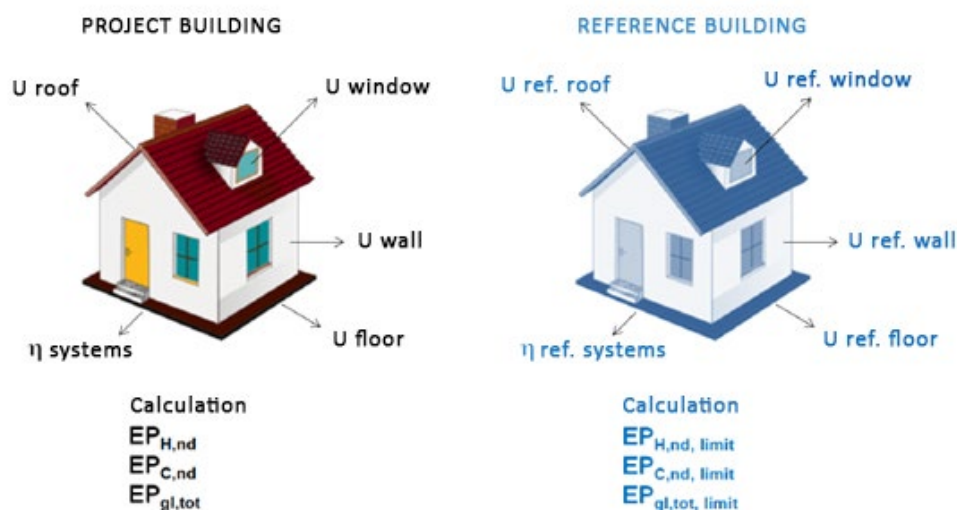 PROJECT BUILDING
U roof
U window
U wall
U floor
η systems
Calculation
EPH,nd
EPC,nd
EPgl,tot
REFERENCE BUILDING
U ref. roof
U ref. window
U ref. wall
U ref. floor
η ref. systems
Calculation
EPH,nd, limit
EPC,nd, limit
EPgl,tot, limit